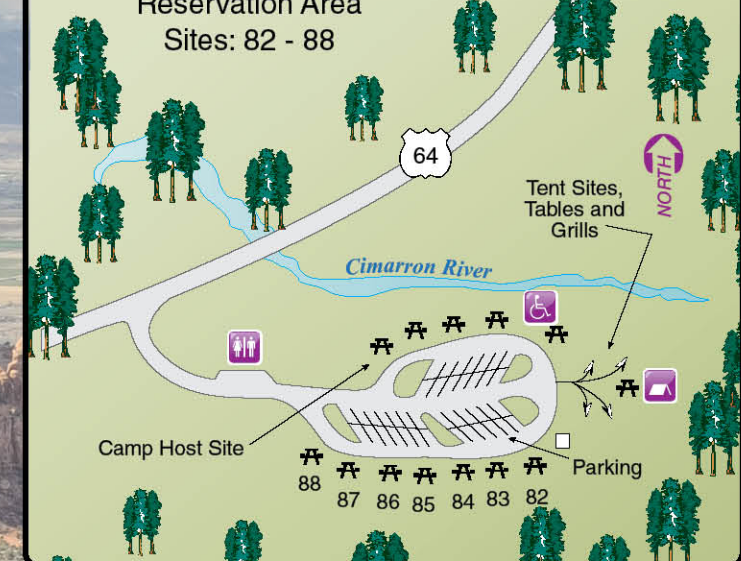 Reservation Area
Sites: 82 - 88
64
NORTH
Tent Sites,
Tables and
Grills
Cimarron River
Camp Host Site
Parking
88
87
86
85
84
83
82